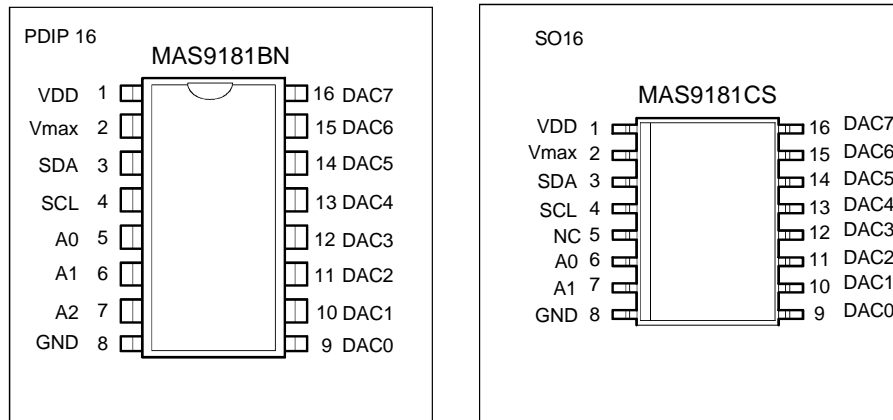 PDIP 16
MAS9181BN
VDD 1 16 DAC7
Vmax 2 15 DAC6
SDA 3 14 DAC5
SCL 4 13 DAC4
A0 5 12 DAC3
A1 6 11 DAC2
A2 7 10 DAC1
GND 8 9 DAC0
SO16
MAS9181CS
VDD 1 16 DAC7
Vmax 2 15 DAC6
SDA 3 14 DAC5
SCL 4 13 DAC4
NC 5 12 DAC3
A0 6 11 DAC2
A1 7 10 DAC1
GND 8 9 DAC0